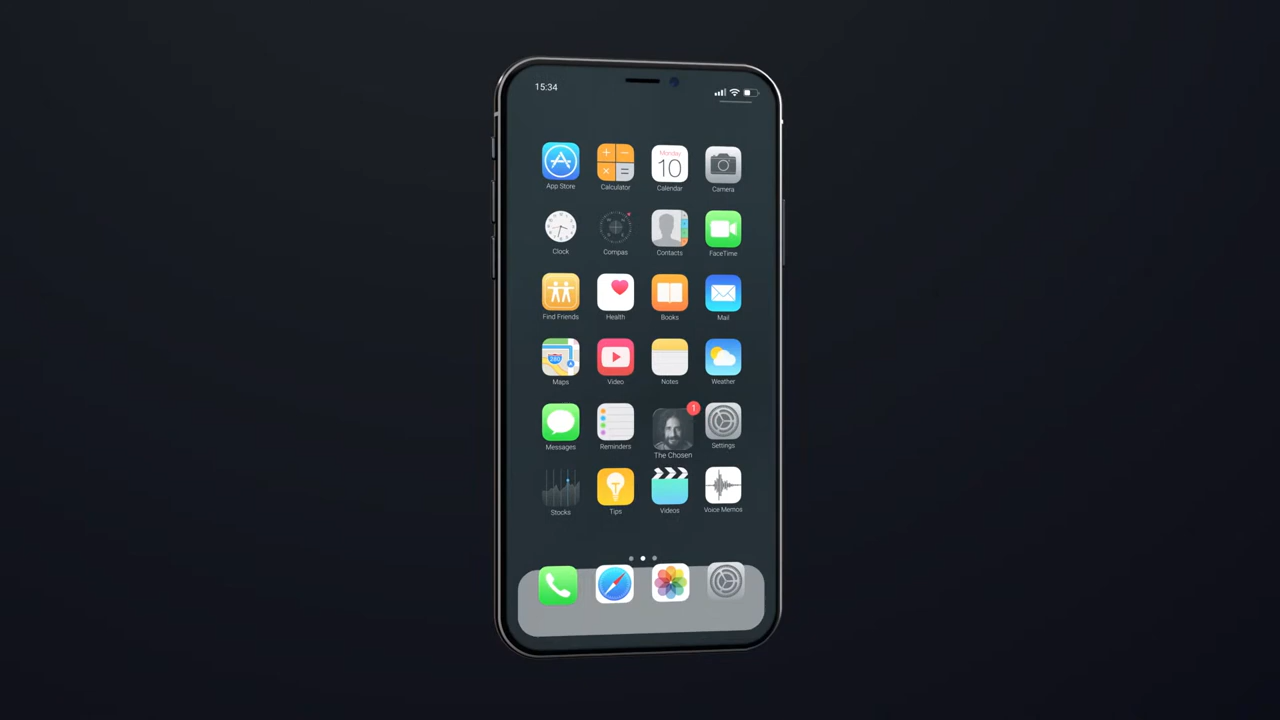 15:34
App Store Calculator Monday 10 Calendar Camera
Clock Compas Contacts FaceTime
Find Friends Health Books Mail
280
Maps Video Notes Weather
1
Messages Reminders The Chosen Settings
Stocks Tips Videos Voice Memos